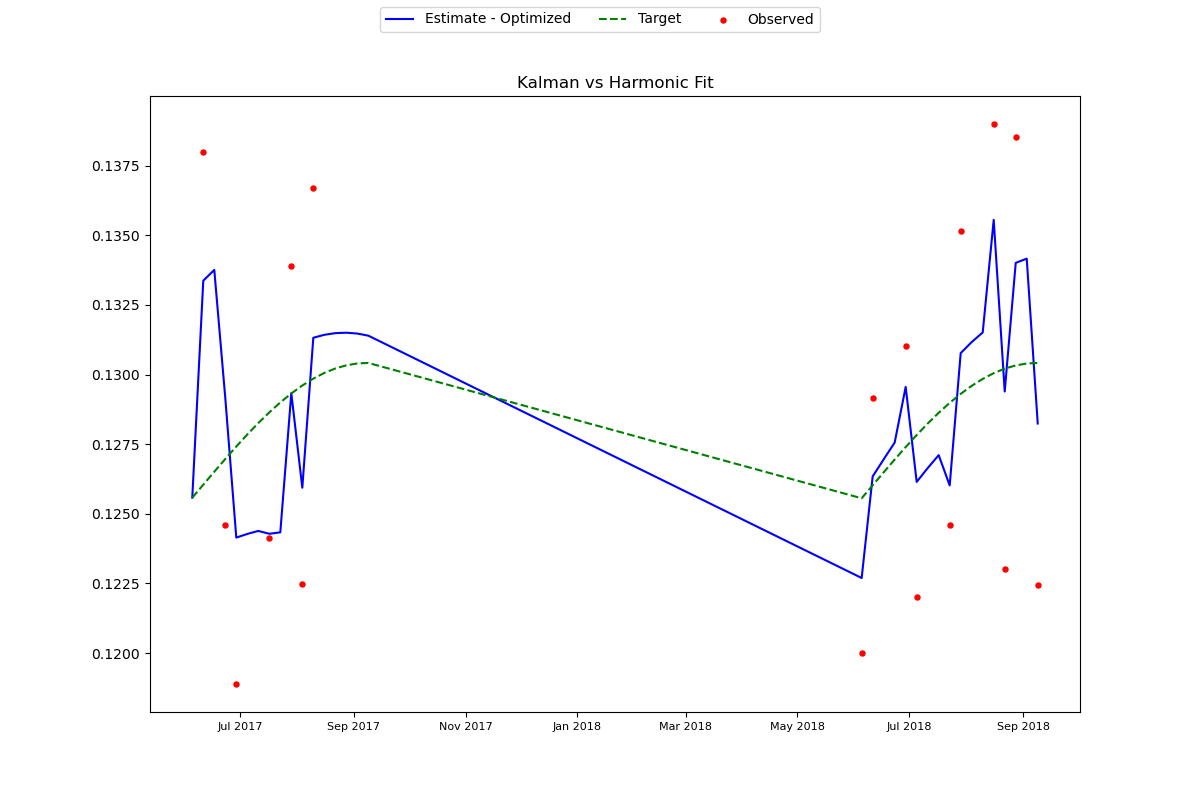 Estimate - Optimized Target Observed
Kalman vs Harmonic Fit
0.1375
0.1350
0.1325
0.1300
0.1275
0.1250
0.1225
0.1200
Jul 2017 Sep 2017 Nov 2017 Jan 2018 Mar 2018 May 2018 Jul 2018 Sep 2018